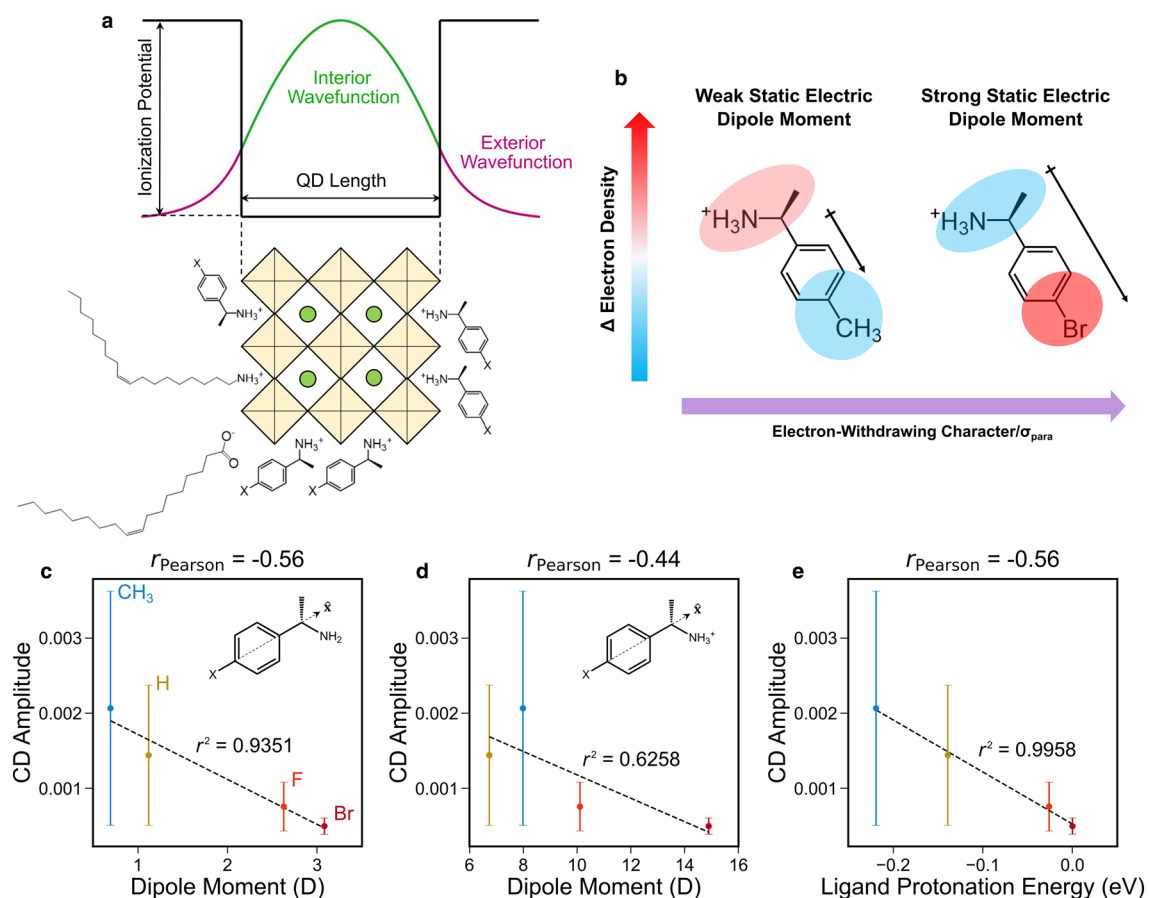 a
Ionization Potential
Interior
Wavefunction
Exterior
Wavefunction
QD Length
X
NH₃⁺
⁺H₃N
X
NH₃⁺
⁺H₃N
X
NH₃⁺
NH₃⁺
X
X
O⁻
O
b
Weak Static Electric
Dipole Moment
Strong Static Electric
Dipole Moment
Δ Electron Density
⁺H₃N
CH₃
⁺H₃N
Br
Electron-Withdrawing Character/σpara
c
rPearson = -0.56
CH₃
H
F
Br
x̂
NH₂
X
r² = 0.9351
CD Amplitude
0.003
0.002
0.001
1
2
3
Dipole Moment (D)
d
rPearson = -0.44
x̂
NH₃⁺
X
r² = 0.6258
CD Amplitude
0.003
0.002
0.001
6
8
10
12
14
16
Dipole Moment (D)
e
rPearson = -0.56
r² = 0.9958
CD Amplitude
0.003
0.002
0.001
−0.2
−0.1
0.0
Ligand Protonation Energy (eV)